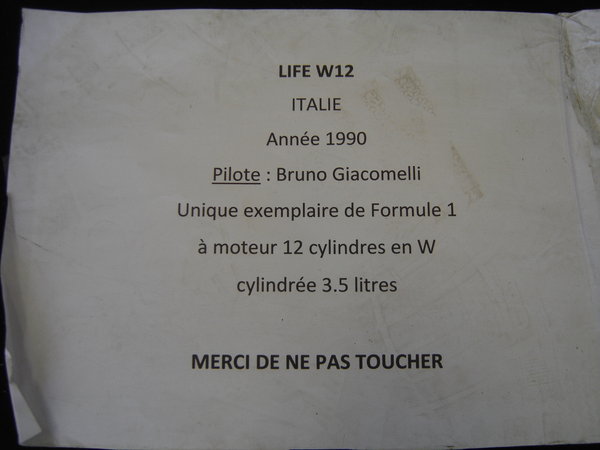 LIFE W12
ITALIE
Année 1990
Pilote : Bruno Giacomelli
Unique exemplaire de Formule 1
à moteur 12 cylindres en W
cylindrée 3.5 litres
MERCI DE NE PAS TOUCHER